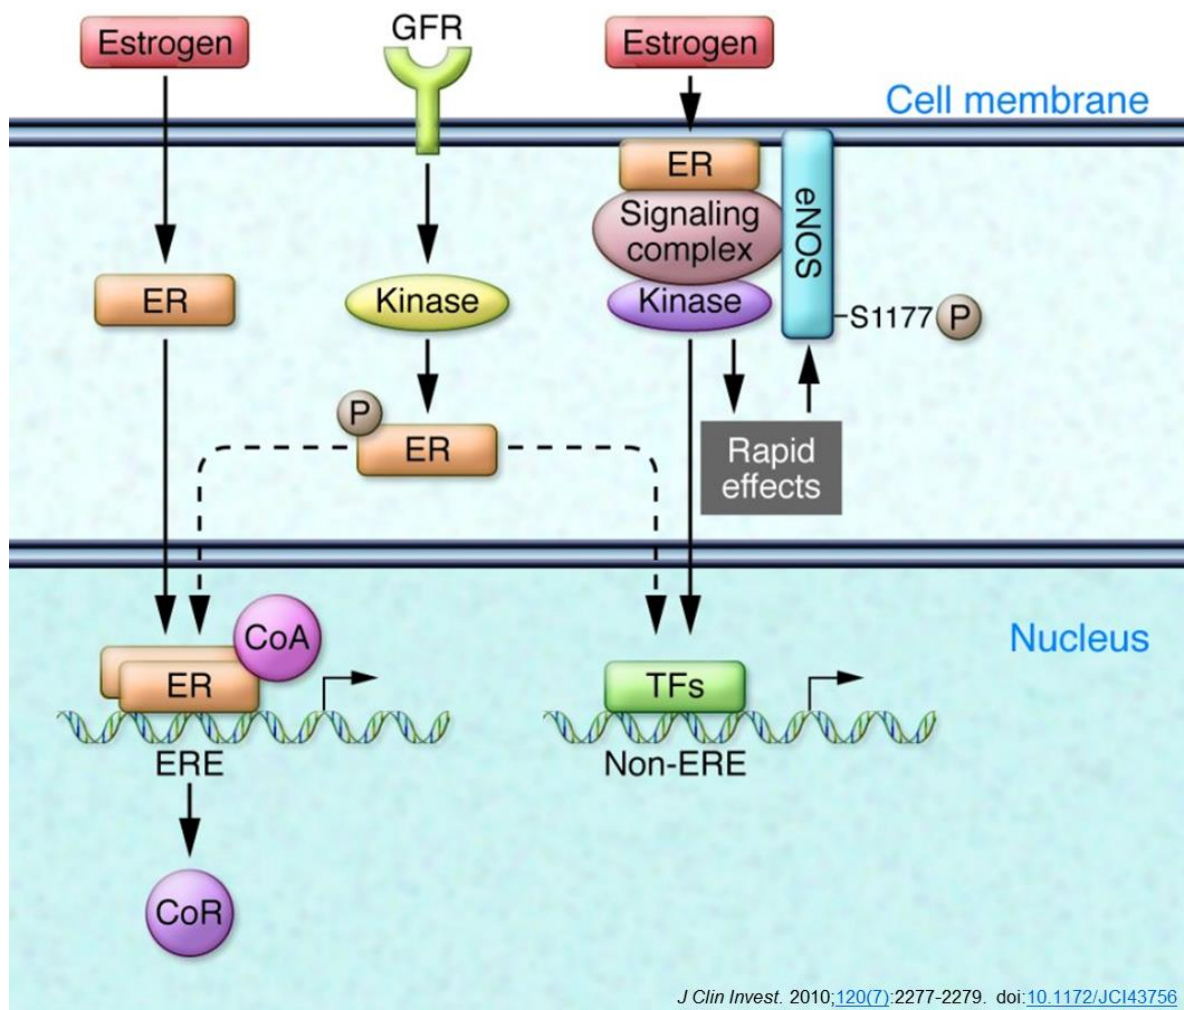 GFR
Estrogen
Estrogen
Cell membrane
ER
Signaling
complex
eNOS
ER
Kinase
Kinase
S1177
P
P
ER
Rapid
effects
CoA
Nucleus
ER
TFs
ERE
Non-ERE
CoR
J Clin Invest. 2010;120(7):2277-2279. doi:10.1172/JCI43756